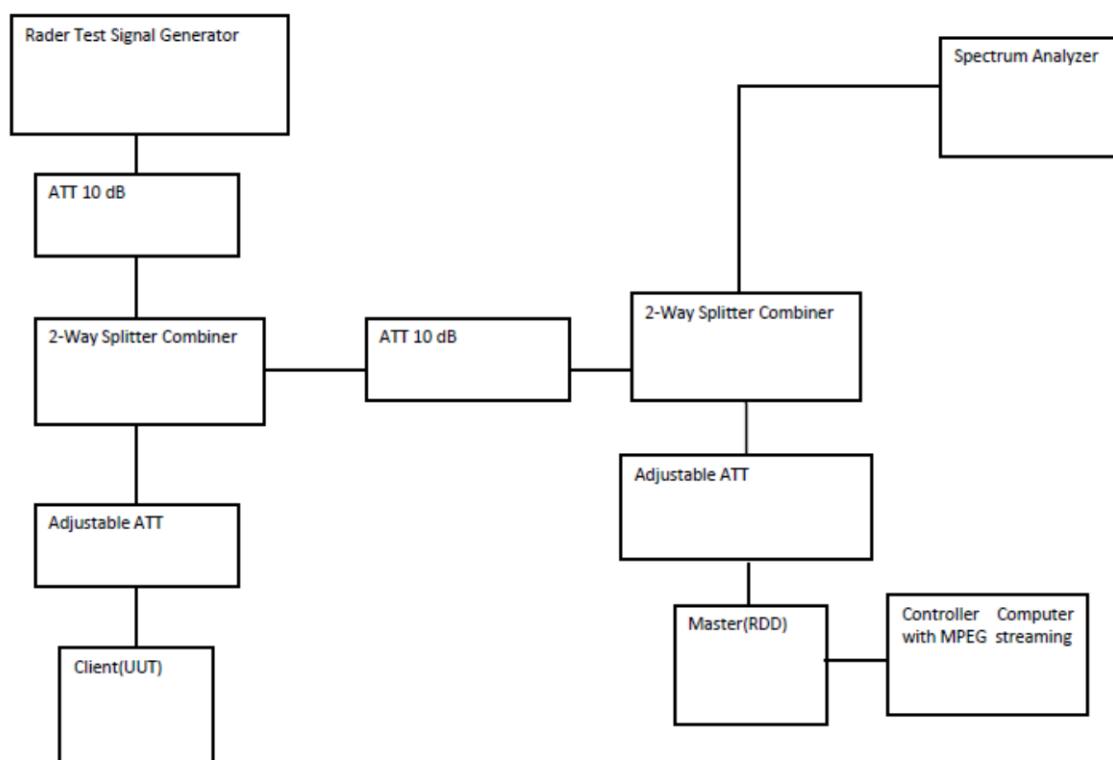 Rader Test Signal Generator
Spectrum Analyzer
ATT 10 dB
2-Way Splitter Combiner
ATT 10 dB
2-Way Splitter Combiner
Adjustable ATT
Adjustable ATT
Client(UUT)
Master(RDD)
Controller Computer
with MPEG streaming